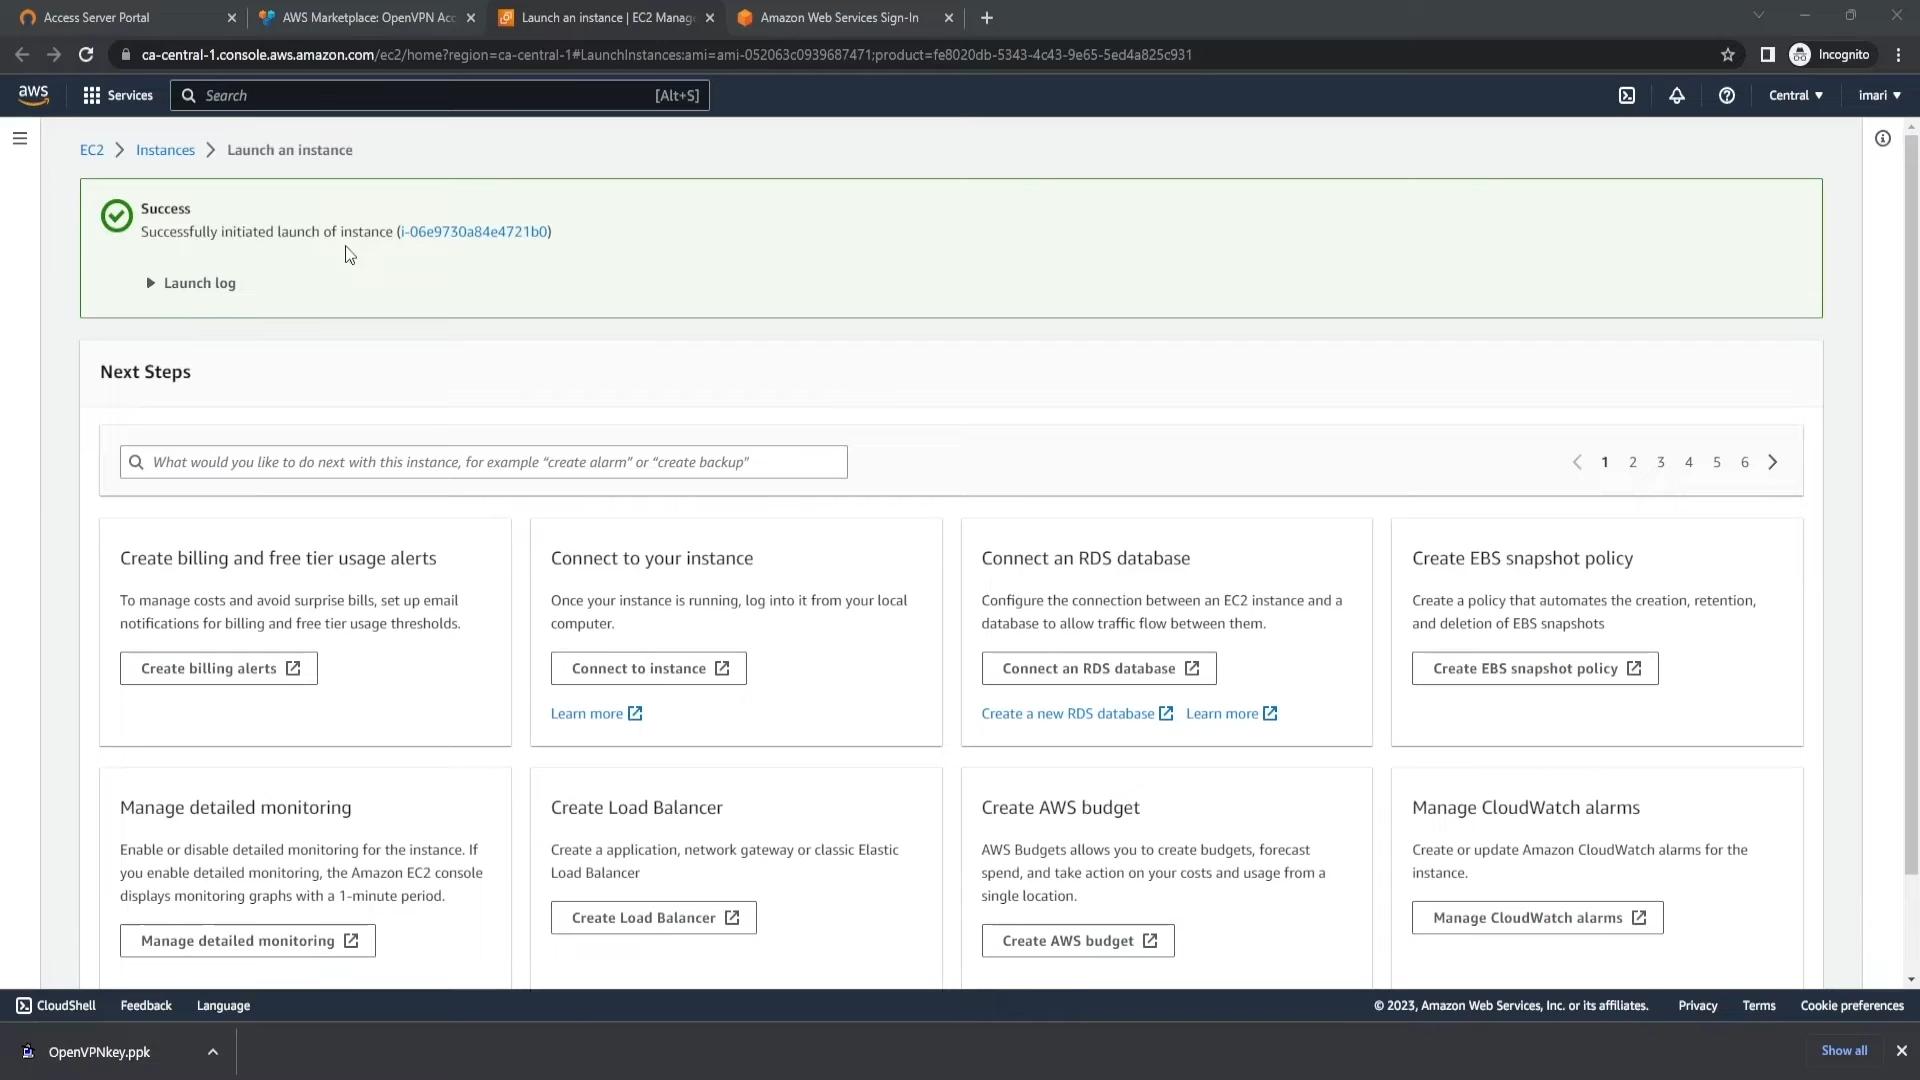 Access Server Portal
AWS Marketplace: OpenVPN Acc
Launch an instance | EC2 Manag
Amazon Web Services Sign-In
ca-central-1.console.aws.amazon.com/ec2/home?region=ca-central-1#LaunchInstances:ami=ami-052063c0939687471;product=fe8020db-5343-4c43-9e65-5ed4a825c931
Incognito
aws
Services
Search
[Alt+S]
Central
imari
EC2
Instances
Launch an instance
Success
Successfully initiated launch of instance (i-06e9730a84e4721b0)
Launch log
Next Steps
What would you like to do next with this instance, for example “create alarm” or “create backup”
1 2 3 4 5 6
Create billing and free tier usage alerts
To manage costs and avoid surprise bills, set up email
notifications for billing and free tier usage thresholds.
Create billing alerts
Connect to your instance
Once your instance is running, log into it from your local
computer.
Connect to instance
Learn more
Connect an RDS database
Configure the connection between an EC2 instance and a
database to allow traffic flow between them.
Connect an RDS database
Create a new RDS database
Learn more
Create EBS snapshot policy
Create a policy that automates the creation, retention,
and deletion of EBS snapshots
Create EBS snapshot policy
Manage detailed monitoring
Enable or disable detailed monitoring for the instance. If
you enable detailed monitoring, the Amazon EC2 console
displays monitoring graphs with a 1-minute period.
Manage detailed monitoring
Create Load Balancer
Create a application, network gateway or classic Elastic
Load Balancer
Create Load Balancer
Create AWS budget
AWS Budgets allows you to create budgets, forecast
spend, and take action on your costs and usage from a
single location.
Create AWS budget
Manage CloudWatch alarms
Create or update Amazon CloudWatch alarms for the
instance.
Manage CloudWatch alarms
CloudShell
Feedback
Language
© 2023, Amazon Web Services, Inc. or its affiliates.
Privacy
Terms
Cookie preferences
OpenVPNkey.ppk
Show all